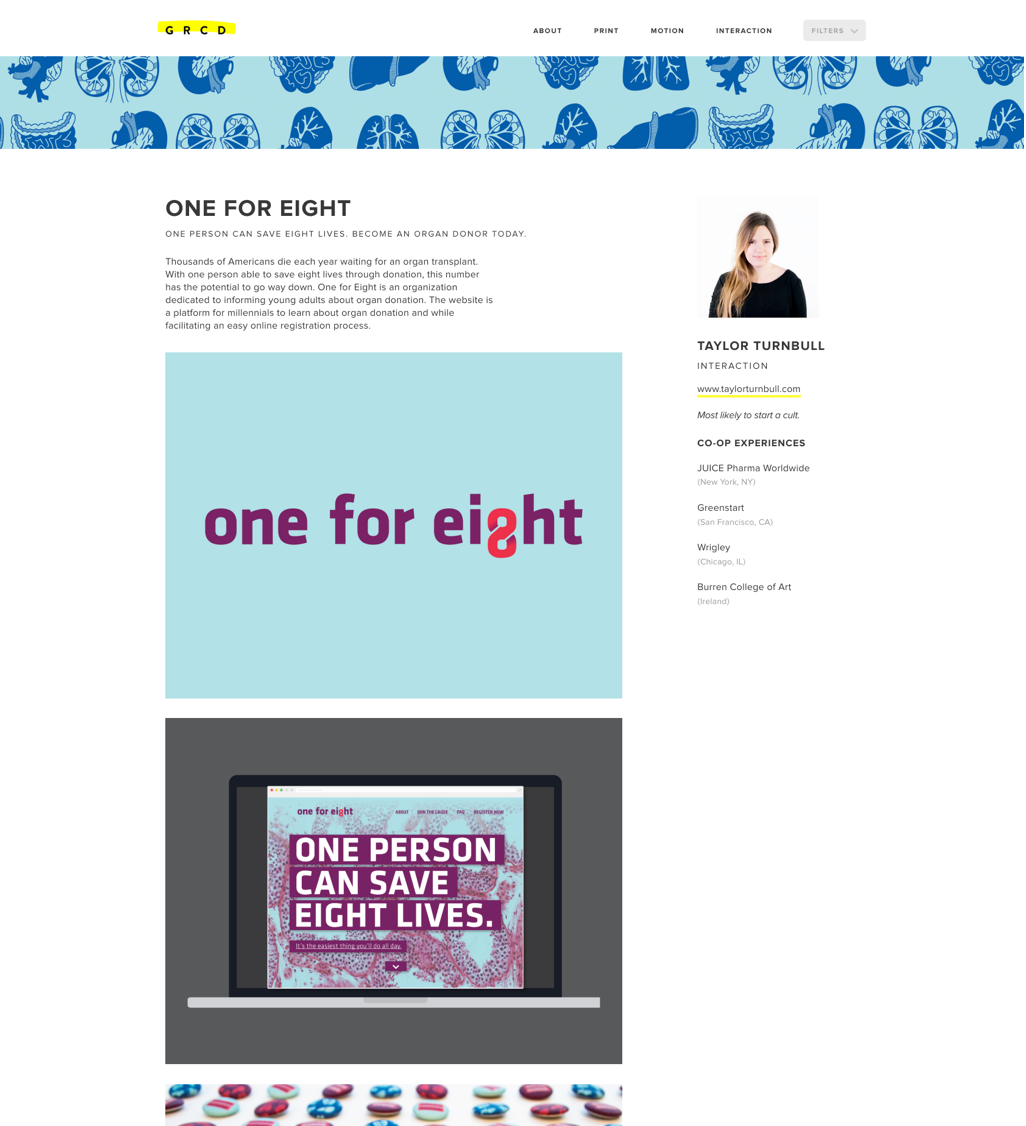 GRCD
ABOUT
PRINT
MOTION
INTERACTION
FILTERS
ONE FOR EIGHT
ONE PERSON CAN SAVE EIGHT LIVES. BECOME AN ORGAN DONOR TODAY.
Thousands of Americans die each year waiting for an organ transplant.
With one person able to save eight lives through donation, this number
has the potential to go way down. One for Eight is an organization
dedicated to informing young adults about organ donation. The website is
a platform for millennials to learn about organ donation and while
facilitating an easy online registration process.
one for ei8ht
one for ei8ht
ABOUT
JOIN THE CAUSE
FAQ
REGISTER NOW
ONE PERSON
CAN SAVE
EIGHT LIVES.
It's the easiest thing you'll do all day.
TAYLOR TURNBULL
INTERACTION
www.taylorturnbull.com
Most likely to start a cult.
CO-OP EXPERIENCES
JUICE Pharma Worldwide
(New York, NY)
Greenstart
(San Francisco, CA)
Wrigley
(Chicago, IL)
Burren College of Art
(Ireland)